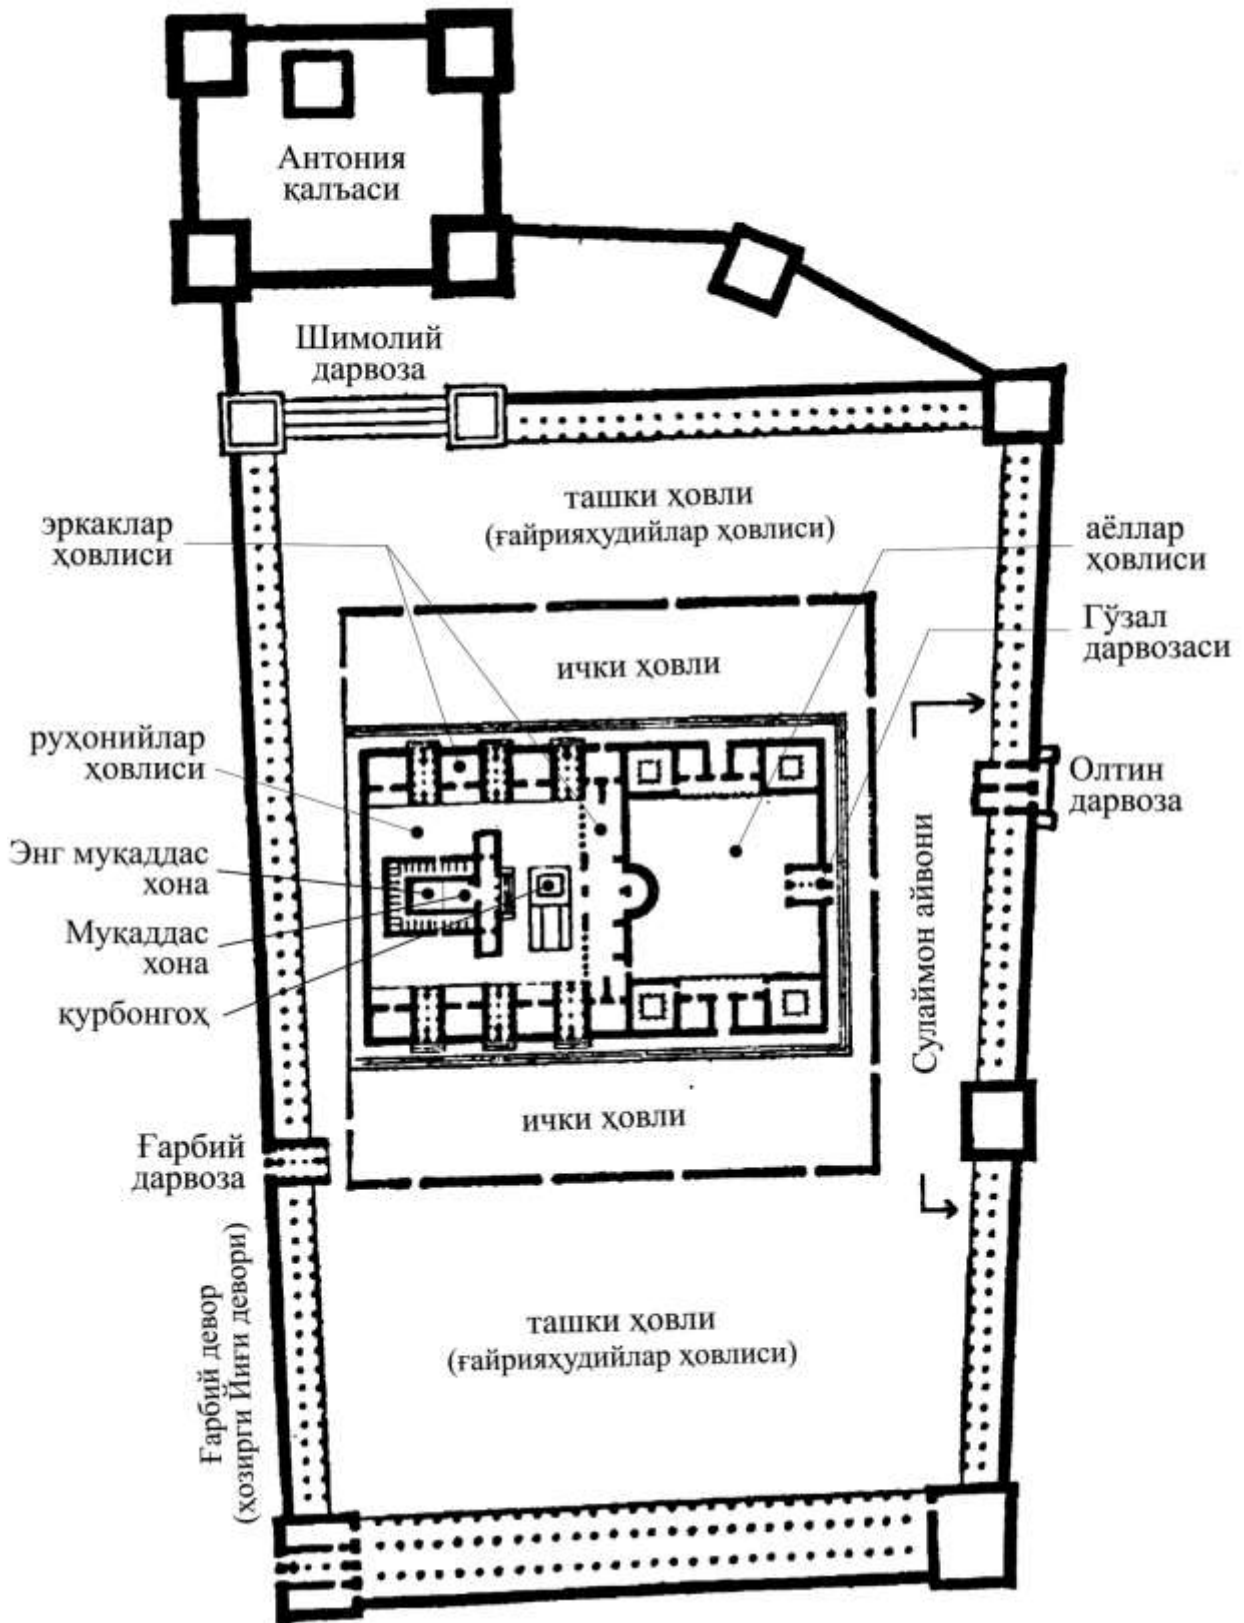 Антония
қалъаси
Шимолий
дарвоза
ташки ҳовли
(ғайрияҳудийлар ҳовлиси)
эркаклар
ҳовлиси
аёллар
ҳовлиси
Гўзал
дарвозаси
ички ҳовли
руҳонийлар
ҳовлиси
Олтин
дарвоза
Энг муқаддас
хона
Муқаддас
хона
қурбонгоҳ
Сулаймон айвони
ички ҳовли
Ғарбий
дарвоза
Ғарбий девор
(ҳозирги Йиғи девори)
ташки ҳовли
(ғайрияҳудийлар ҳовлиси)